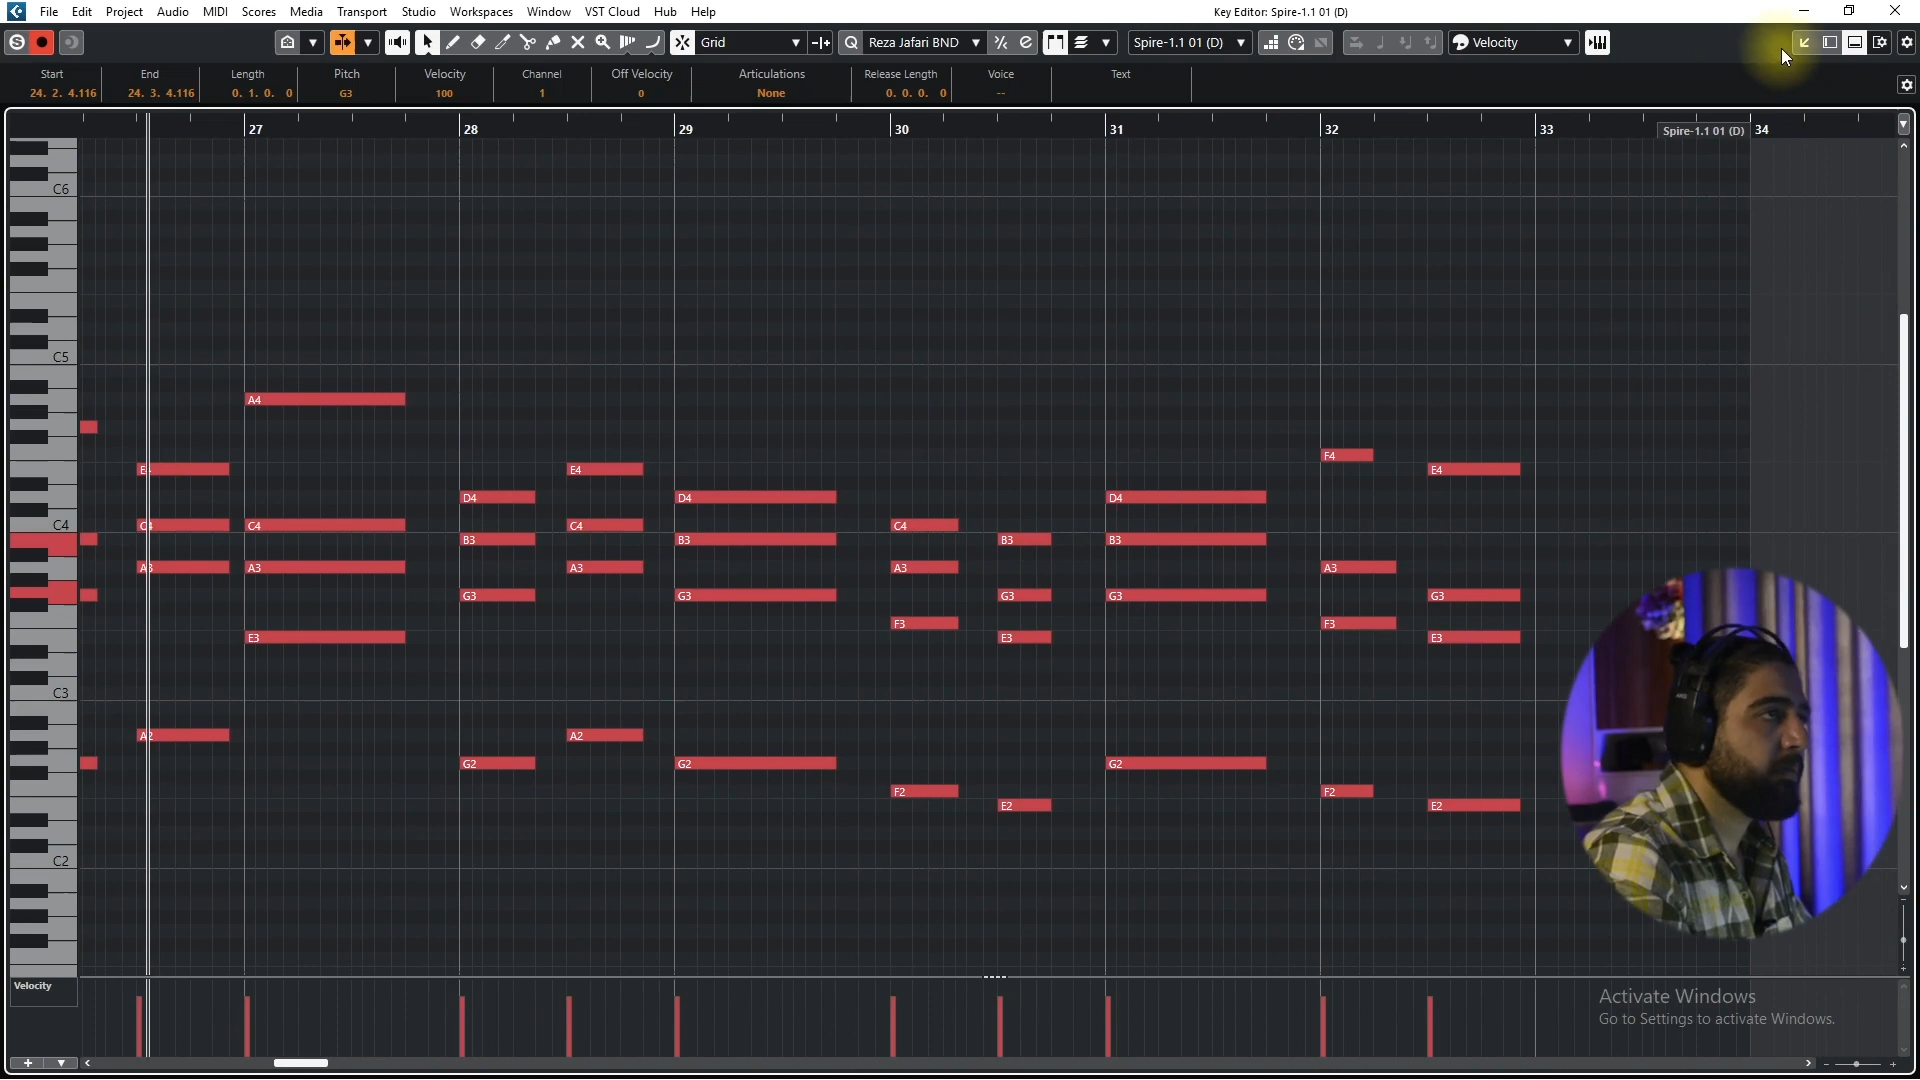 File Edit Project Audio MIDI Scores Media Transport Studio Workspaces Window VST Cloud Hub Help
Key Editor: Spire-1.1 01 (D)
Grid
Reza Jafari BND
Spire-1.1 01 (D)
Velocity
Start End Length Pitch Velocity Channel Off Velocity Articulations Release Length Voice Text
24. 2. 4.116 24. 3. 4.116 0. 1. 0. 0 G3 100 1 0 None 0. 0. 0. 0 --
27 28 29 30 31 32 33 Spire-1.1 01 (D) 34
C6
C5
A4
F4
E4 E4 E4
D4 D4 D4
C4 C4 C4 C4 C4
B3 B3 B3 B3
A3 A3 A3 A3 A3
G3 G3 G3 G3 G3
F3 F3
E3 E3 E3
C3
A2 A2
G2 G2 G2
F2 F2
E2 E2
C2
Velocity
Activate Windows
Go to Settings to activate Windows.